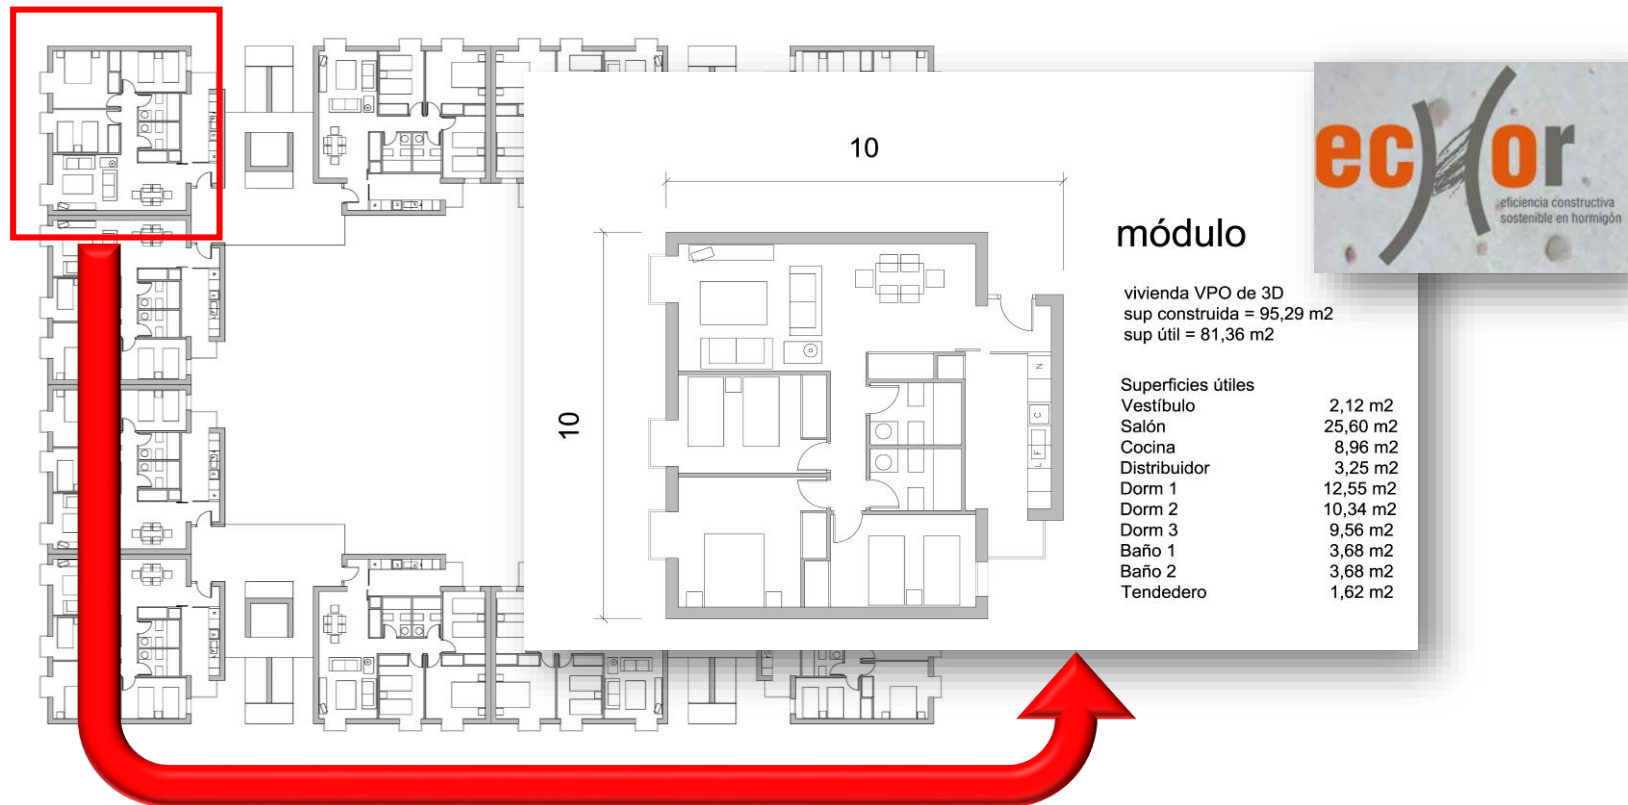 10
10
módulo
vivienda VPO de 3D
sup construida = 95,29 m2
sup útil = 81,36 m2
Superficies útiles
Vestíbulo 2,12 m2
Salón 25,60 m2
Cocina 8,96 m2
Distribuidor 3,25 m2
Dorm 1 12,55 m2
Dorm 2 10,34 m2
Dorm 3 9,56 m2
Baño 1 3,68 m2
Baño 2 3,68 m2
Tendedero 1,62 m2
ecHor
eficiencia constructiva
sostenible en hormigón
N
C
F
L